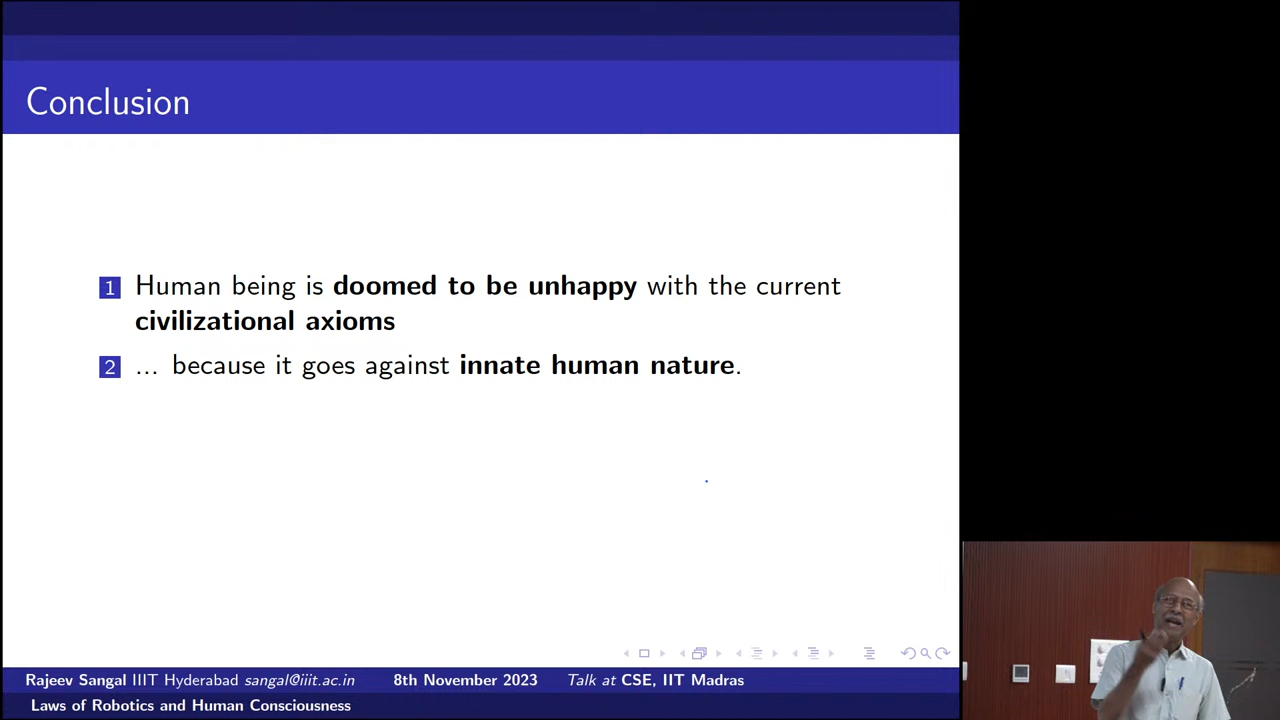 Conclusion
1 Human being is doomed to be unhappy with the current
civilizational axioms
2 ... because it goes against innate human nature.
Rajeev Sangal IIIT Hyderabad sangal@iiit.ac.in 8th November 2023 Talk at CSE, IIT Madras
Laws of Robotics and Human Consciousness